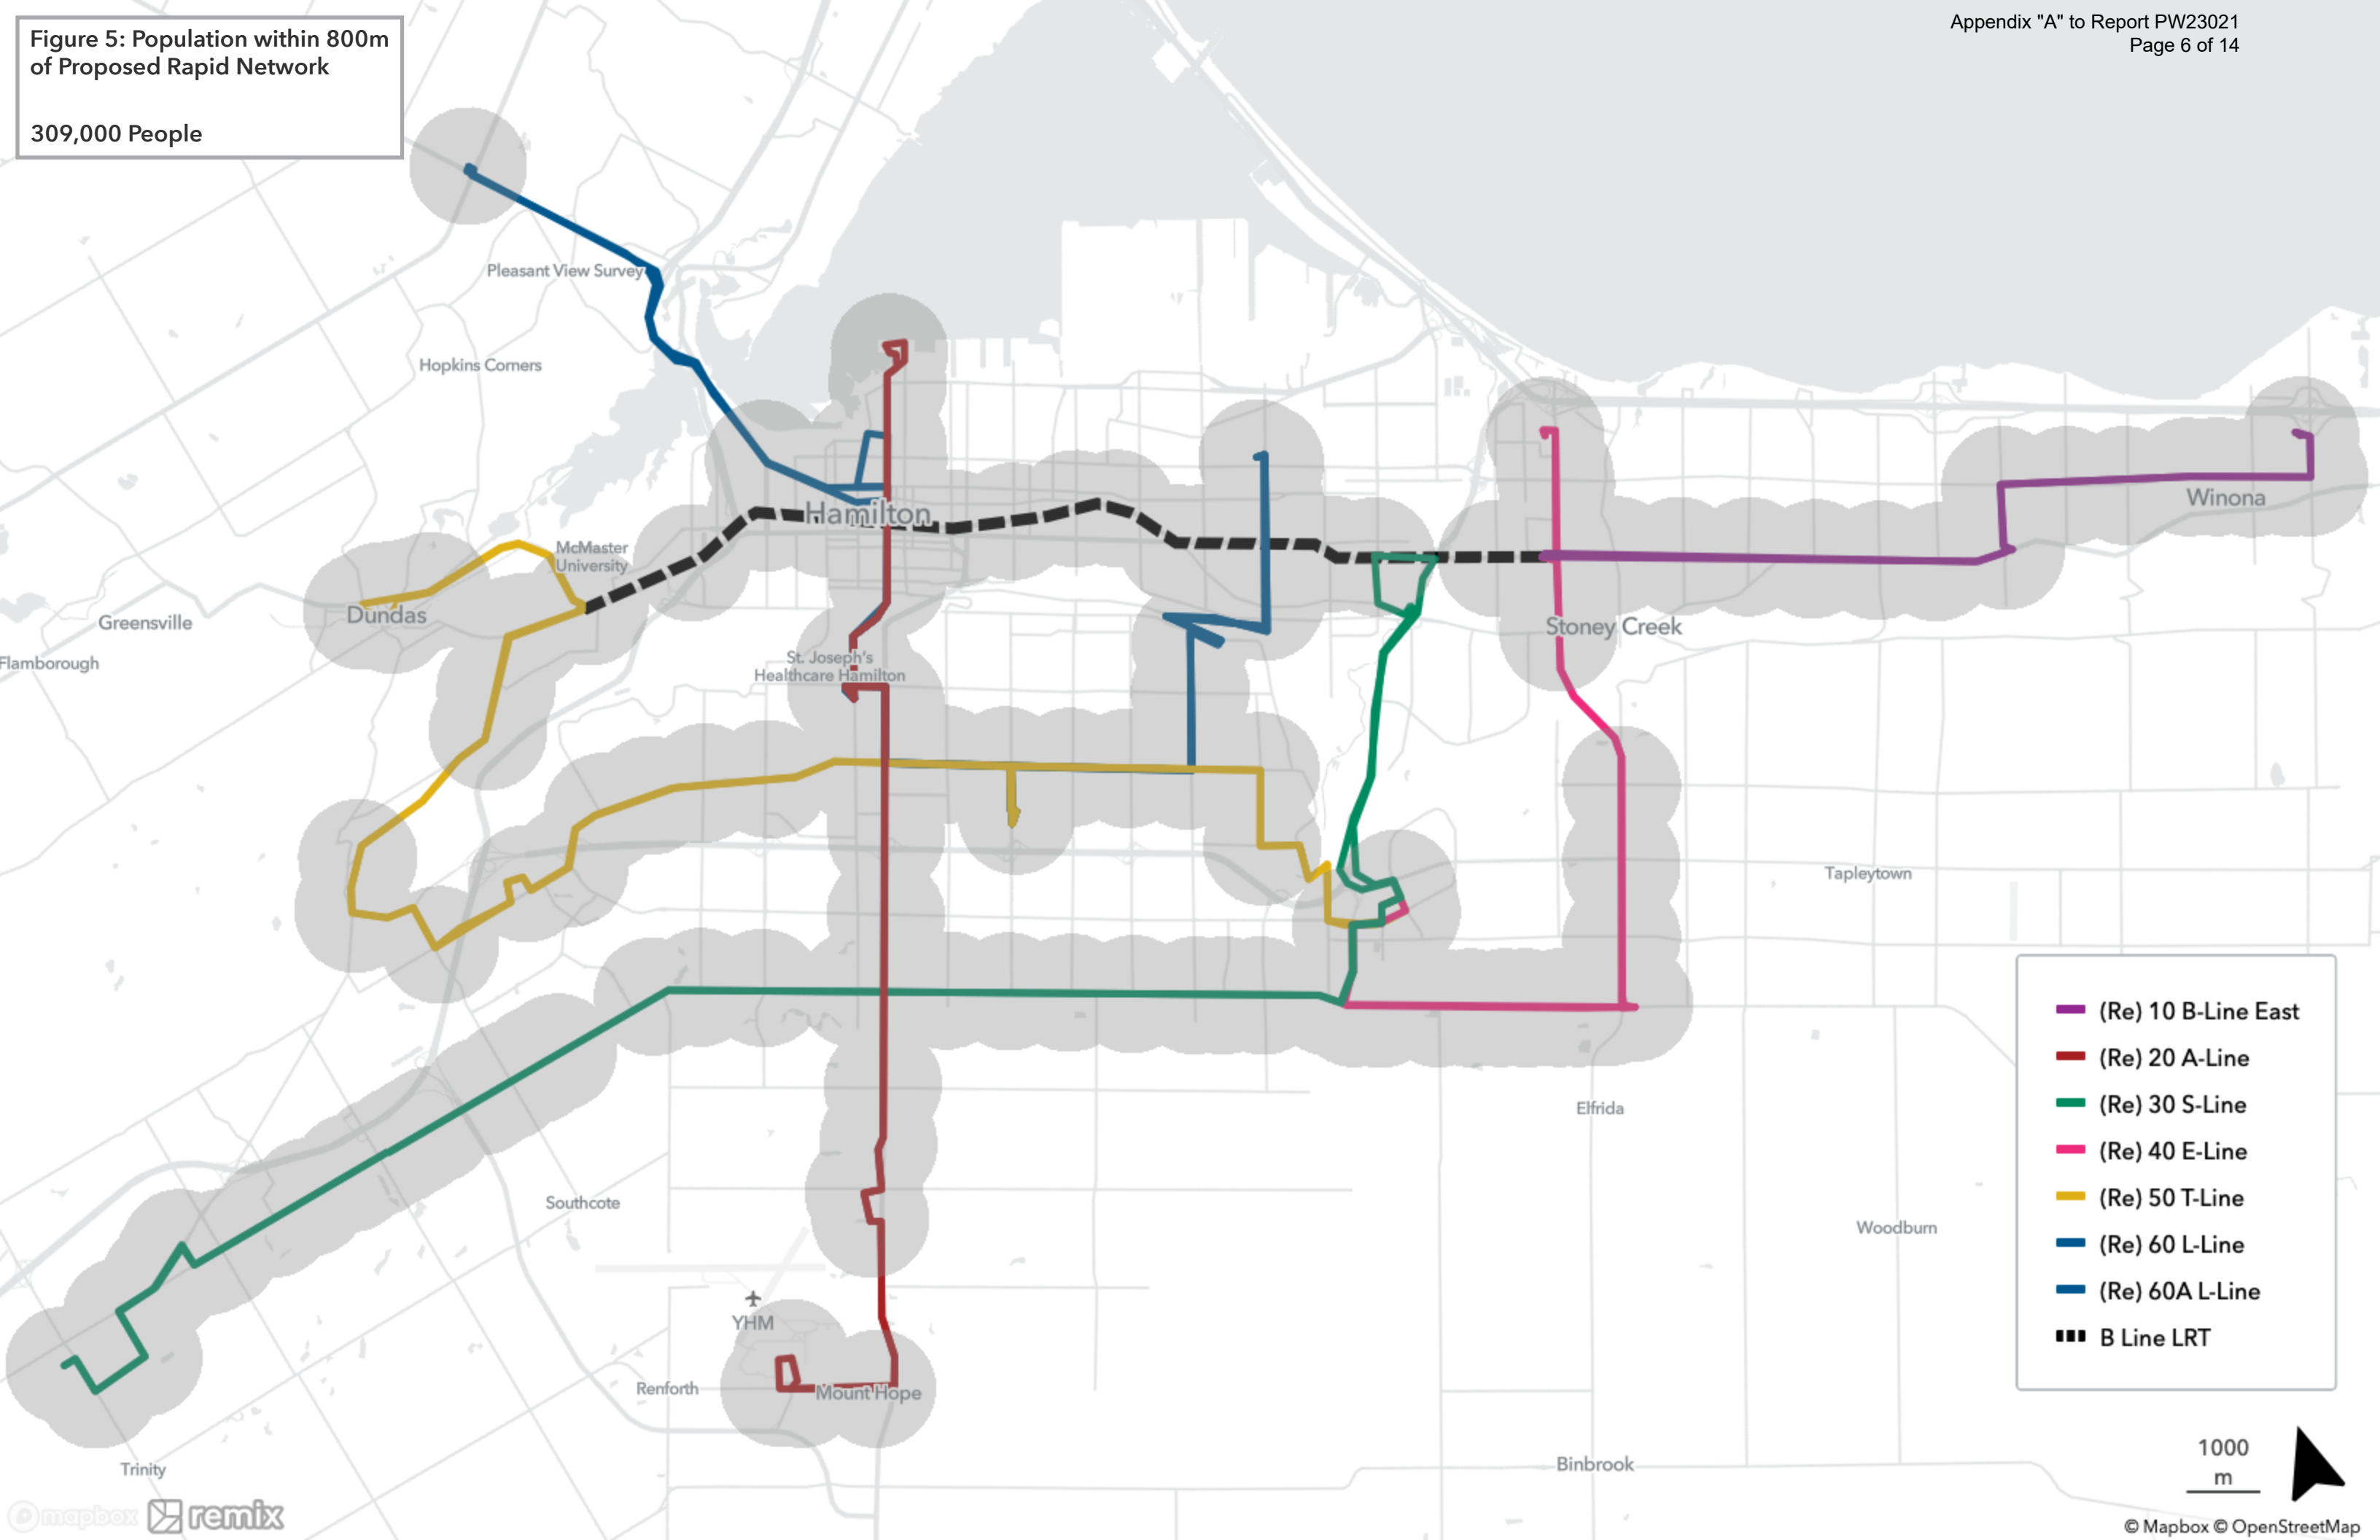 Appendix "A" to Report PW23021
Page 6 of 14
Figure 5: Population within 800m
of Proposed Rapid Network
309,000 People
Pleasant View Survey
Hopkins Corners
Hamilton
McMaster
University
Winona
Dundas
Greensville
Stoney Creek
Flamborough
St. Joseph's
Healthcare Hamilton
Tapleytown
Elfrida
Southcote
Woodburn
YHM
Renforth
Mount Hope
Trinity
Binbrook
(Re) 10 B-Line East
(Re) 20 A-Line
(Re) 30 S-Line
(Re) 40 E-Line
(Re) 50 T-Line
(Re) 60 L-Line
(Re) 60A L-Line
B Line LRT
1000
m
mapbox remix
© Mapbox © OpenStreetMap